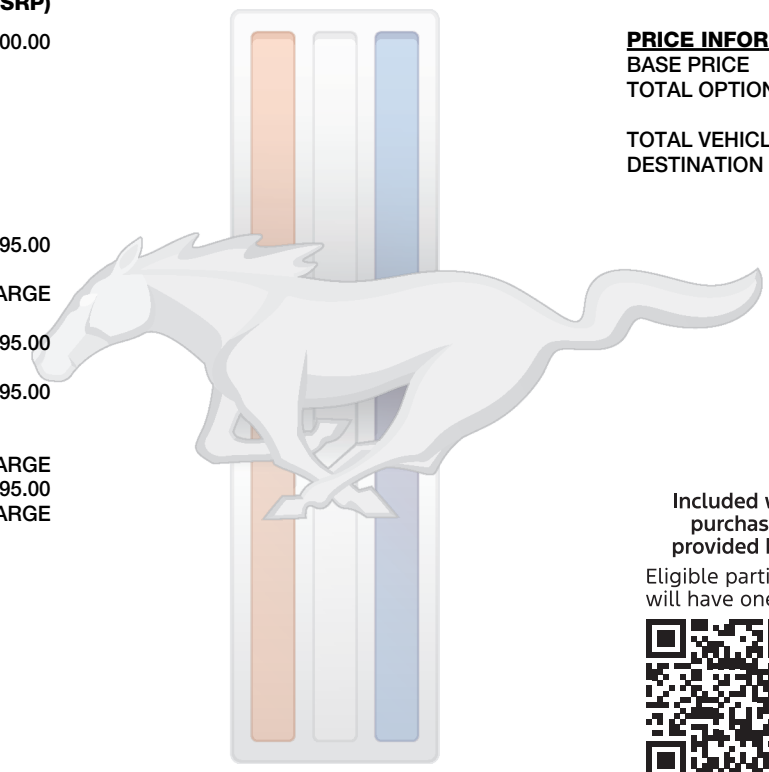 SRP)
00.00
95.00
ARGE
95.00
95.00
ARGE
95.00
ARGE
PRICE INFOR
BASE PRICE
TOTAL OPTION
TOTAL VEHICL
DESTINATION
Included w
purchas
provided b
Eligible parti
will have one